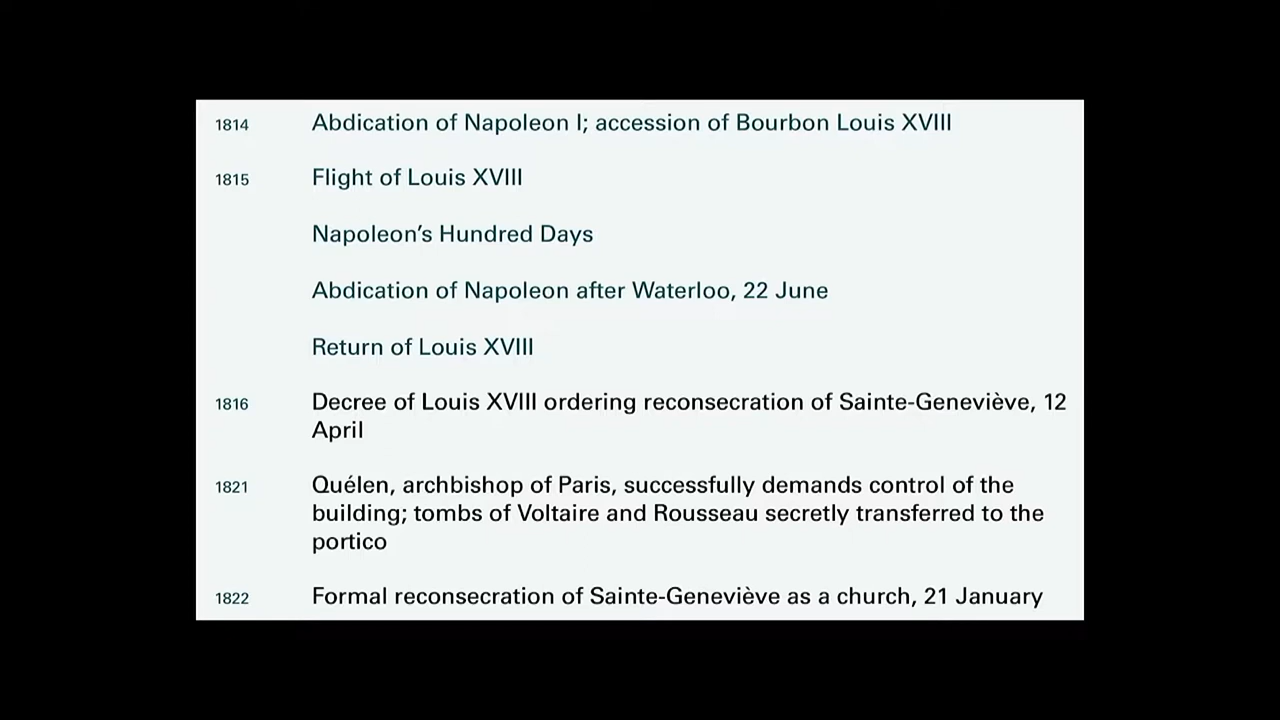 1814 Abdication of Napoleon I; accession of Bourbon Louis XVIII
1815 Flight of Louis XVIII
Napoleon’s Hundred Days
Abdication of Napoleon after Waterloo, 22 June
Return of Louis XVIII
1816 Decree of Louis XVIII ordering reconsecration of Sainte-Geneviève, 12
April
1821 Quélen, archbishop of Paris, successfully demands control of the
building; tombs of Voltaire and Rousseau secretly transferred to the
portico
1822 Formal reconsecration of Sainte-Geneviève as a church, 21 January